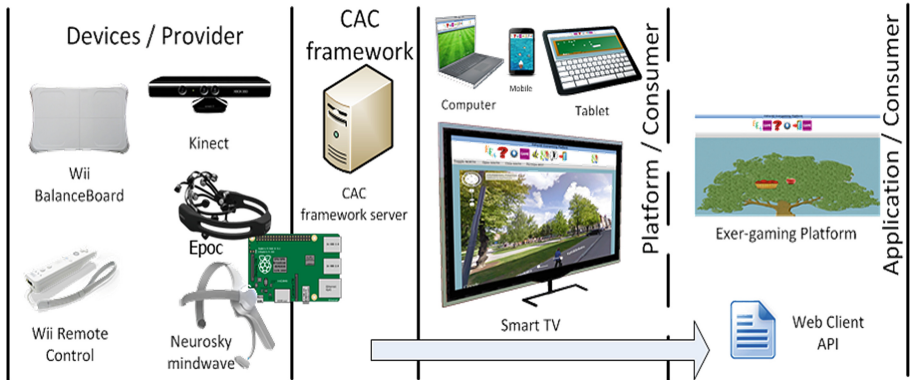 Devices / Provider
Wii
BalanceBoard
Kinect
Epoc
Wii Remote
Control
Neurosky
mindwave
CAC
framework
CAC
framework server
Computer
Mobile
Tablet
Smart TV
Platform / Consumer
Exer-gaming Platform
Web Client
API
Application / Consumer